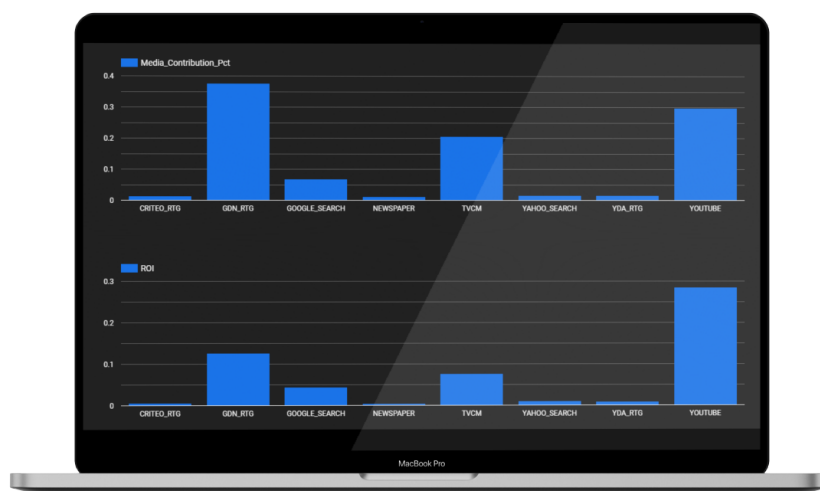 Media_Contribution_Pct
0.4
0.3
0.2
0.1
0
CRITEO_RTG GDN_RTG GOOGLE_SEARCH NEWSPAPER TVCM YAHOO_SEARCH YDA_RTG YOUTUBE
ROI
0.3
0.2
0.1
0
CRITEO_RTG GDN_RTG GOOGLE_SEARCH NEWSPAPER TVCM YAHOO_SEARCH YDA_RTG YOUTUBE
MacBook Pro